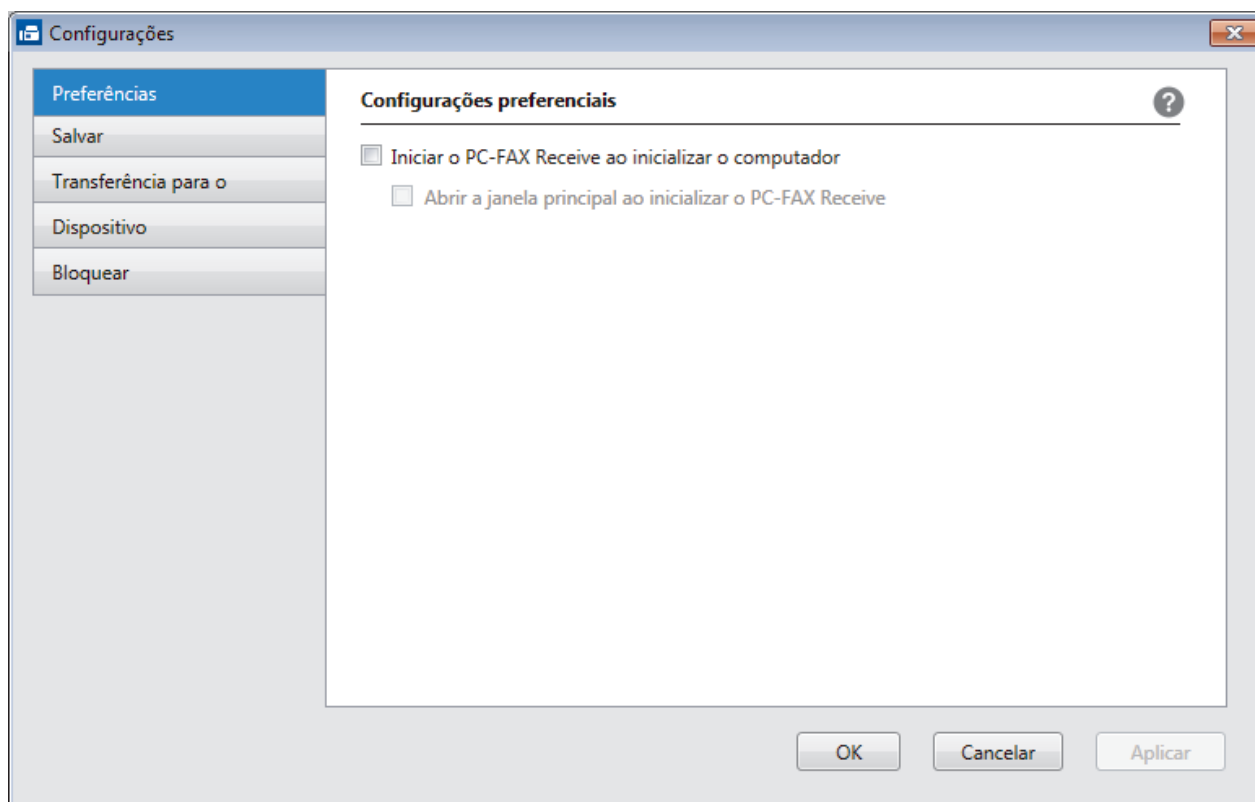 Configurações
Preferências
Salvar
Transferência para o
Dispositivo
Bloquear
Configurações preferenciais
?
Iniciar o PC-FAX Receive ao inicializar o computador
Abrir a janela principal ao inicializar o PC-FAX Receive
OK
Cancelar
Aplicar